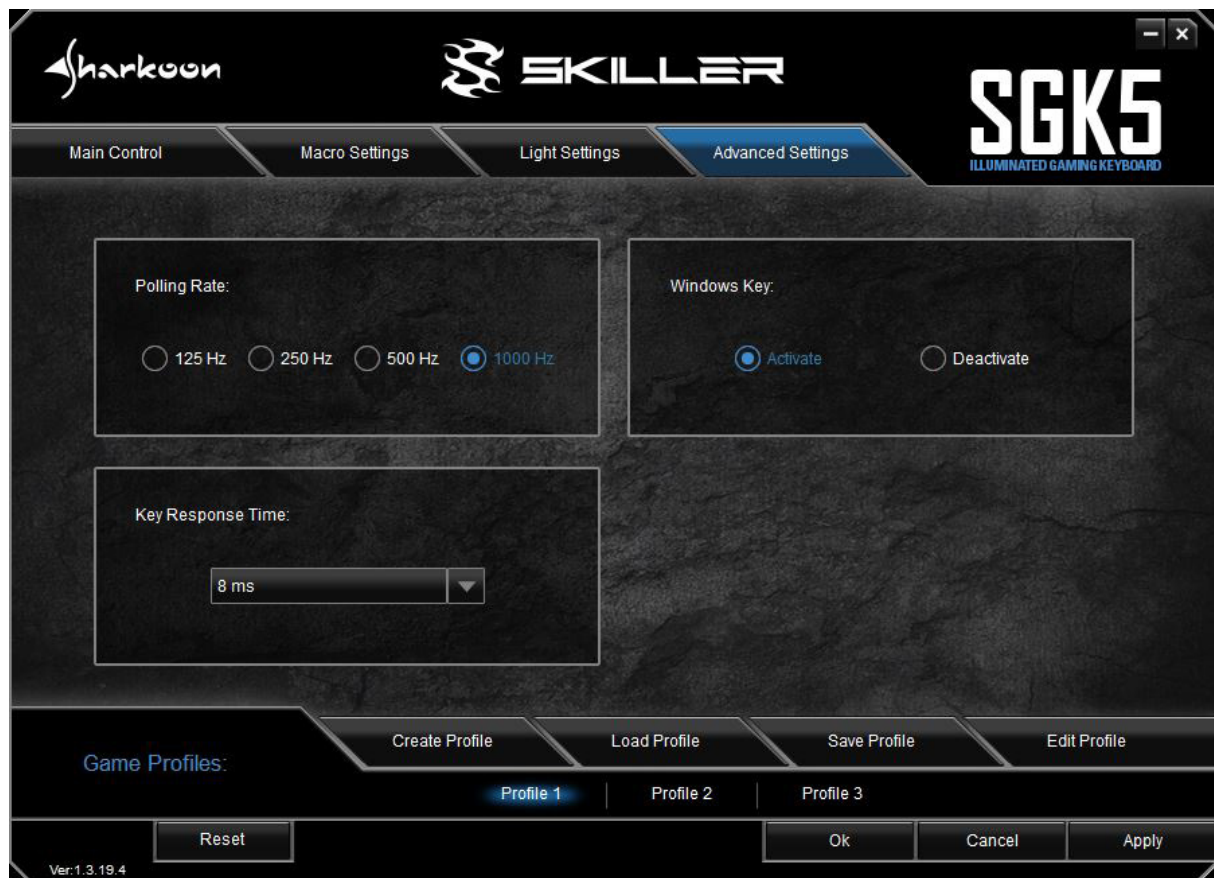 Sharkoon
SKILLER
SGK5
ILLUMINATED GAMING KEYBOARD
Main Control
Macro Settings
Light Settings
Advanced Settings
Polling Rate:
125 Hz
250 Hz
500 Hz
1000 Hz
Windows Key:
Activate
Deactivate
Key Response Time:
8 ms
Game Profiles:
Create Profile
Load Profile
Save Profile
Edit Profile
Profile 1
Profile 2
Profile 3
Reset
Ok
Cancel
Apply
Ver:1.3.19.4